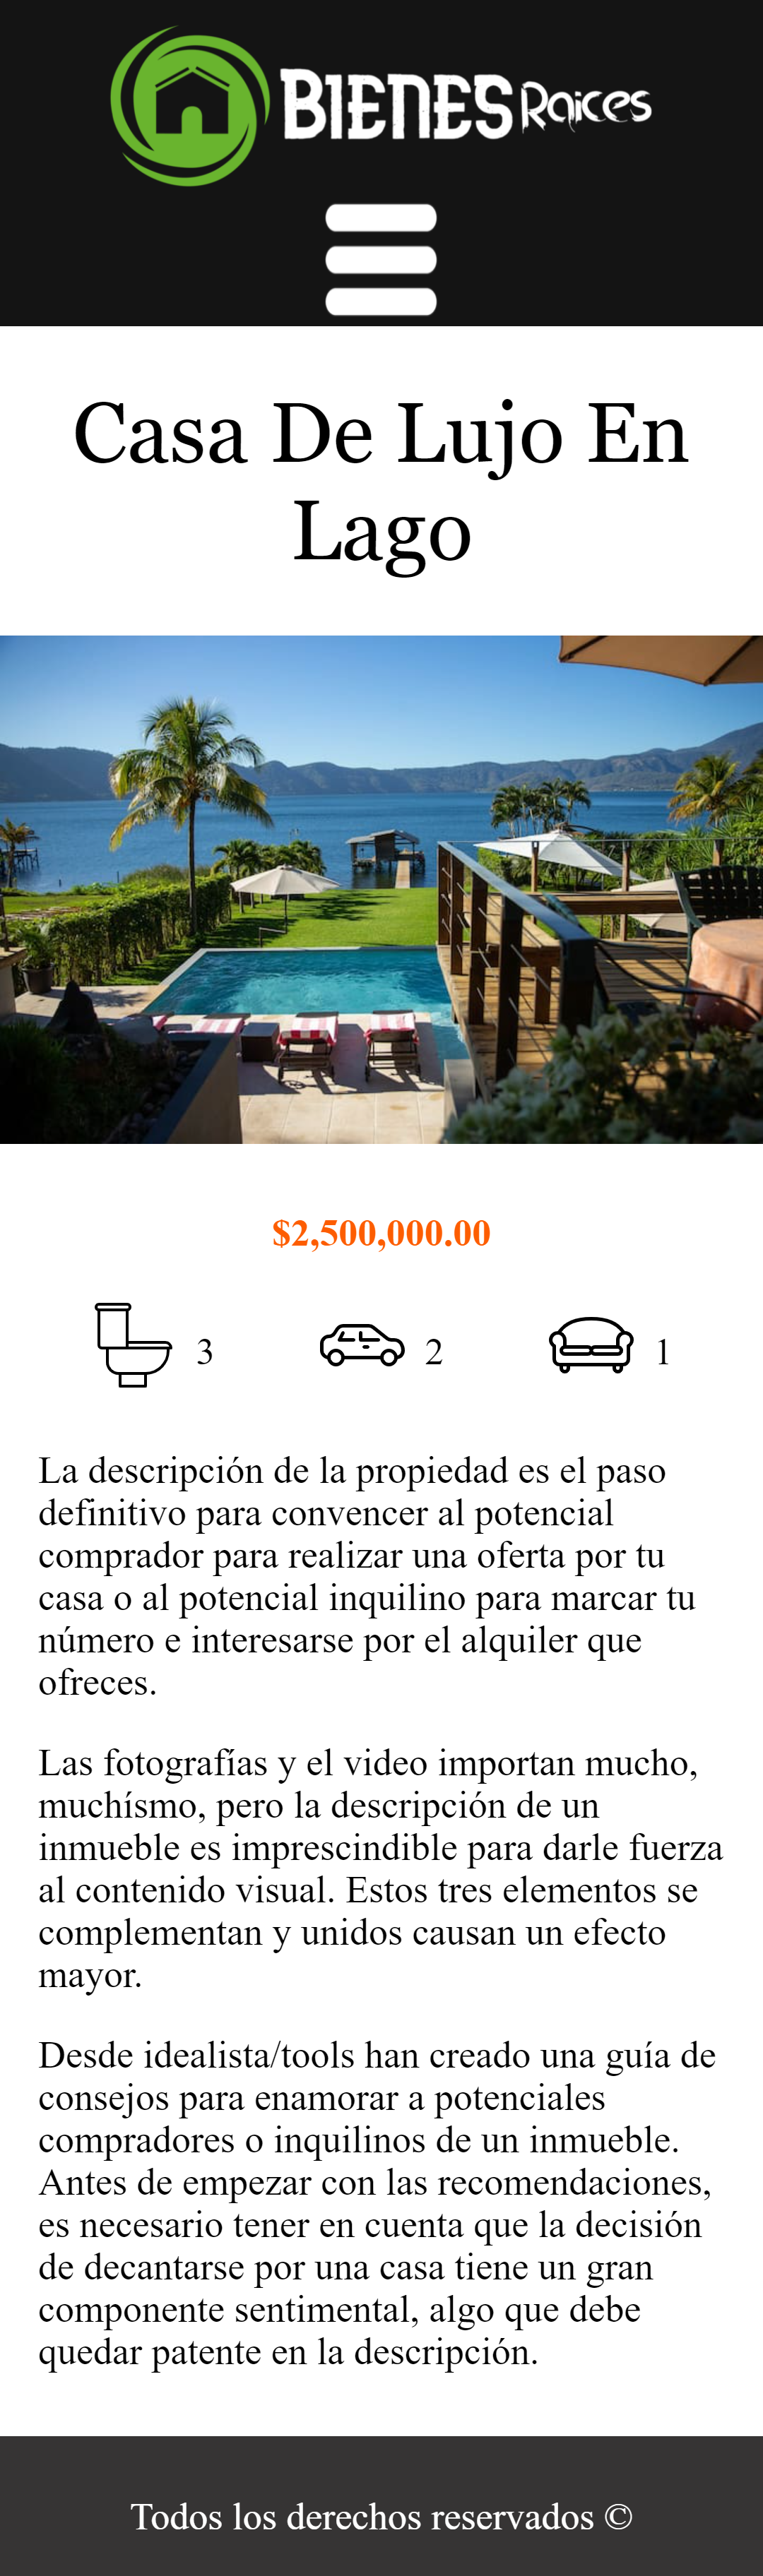 BIENES Raices
Casa De Lujo En
Lago
$2,500,000.00
3 2 1
La descripción de la propiedad es el paso
definitivo para convencer al potencial
comprador para realizar una oferta por tu
casa o al potencial inquilino para marcar tu
número e interesarse por el alquiler que
ofreces.
Las fotografías y el video importan mucho,
muchísmo, pero la descripción de un
inmueble es imprescindible para darle fuerza
al contenido visual. Estos tres elementos se
complementan y unidos causan un efecto
mayor.
Desde idealista/tools han creado una guía de
consejos para enamorar a potenciales
compradores o inquilinos de un inmueble.
Antes de empezar con las recomendaciones,
es necesario tener en cuenta que la decisión
de decantarse por una casa tiene un gran
componente sentimental, algo que debe
quedar patente en la descripción.
Todos los derechos reservados ©